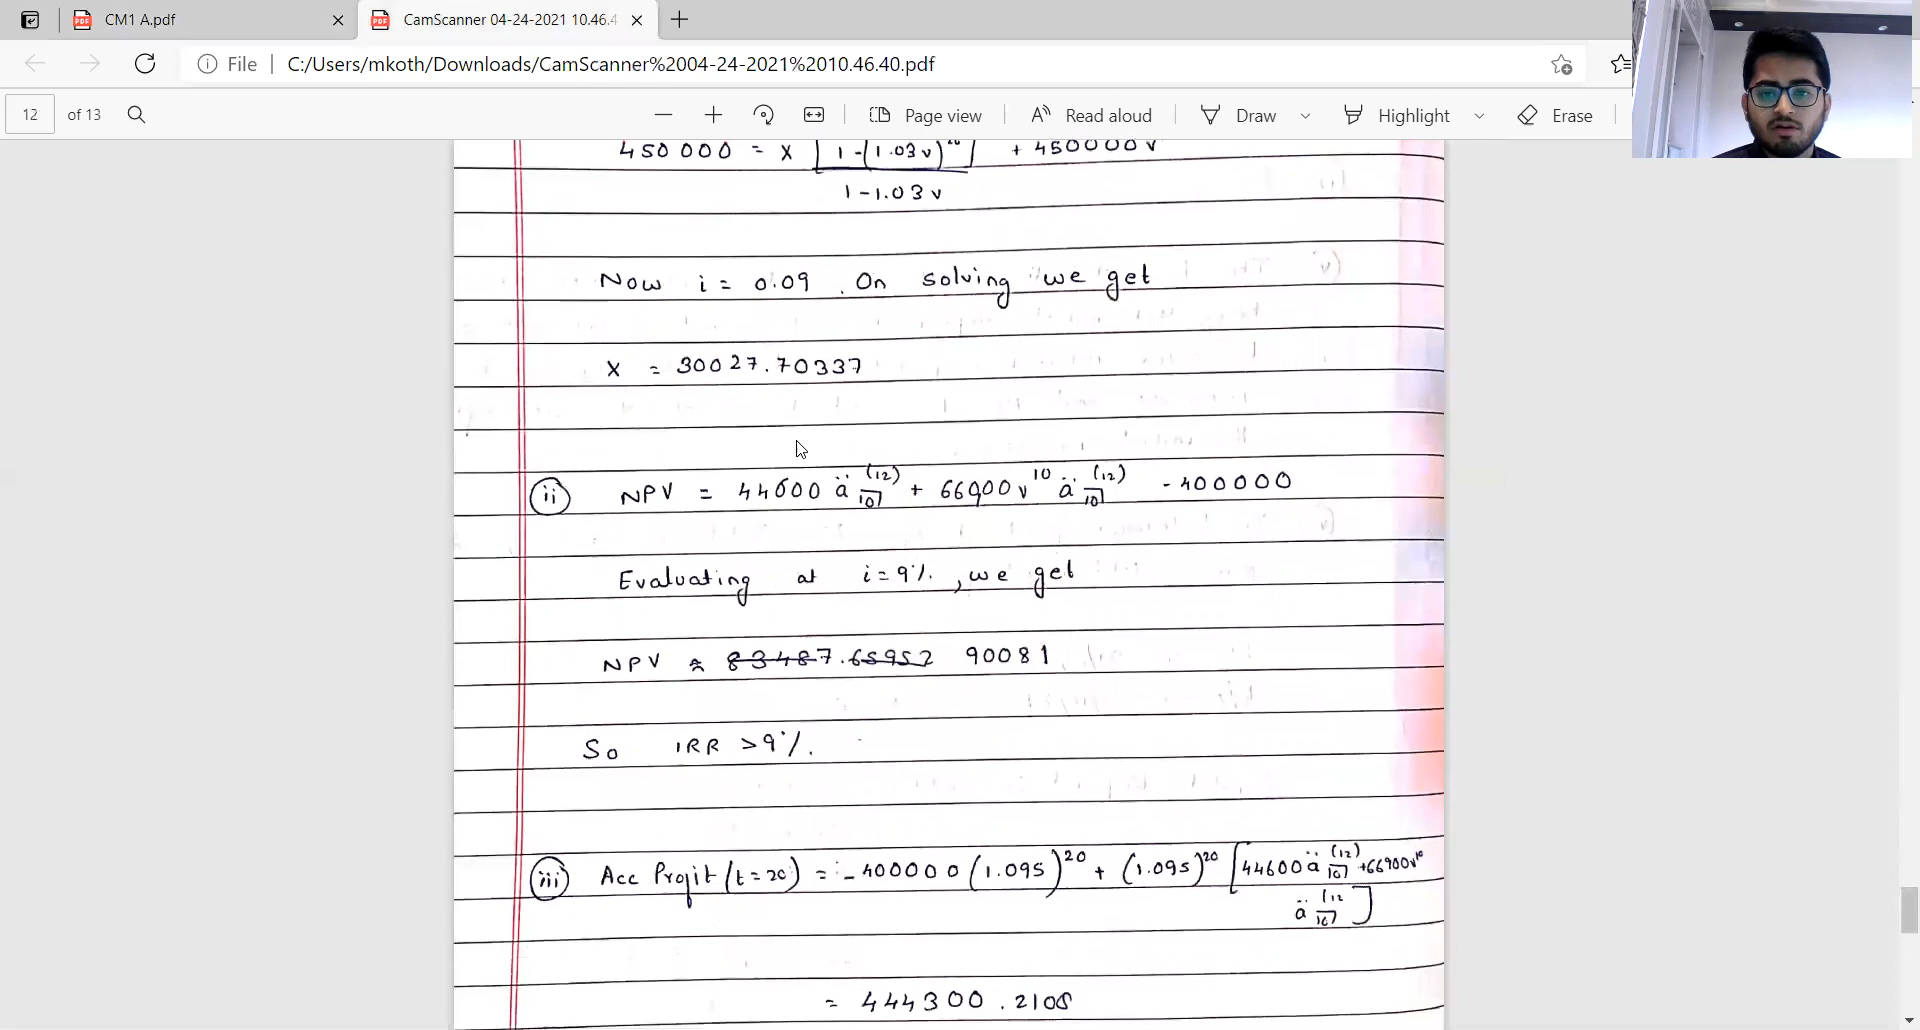 CM1 A.pdf
CamScanner 04-24-2021 10.46.4
File C:/Users/mkoth/Downloads/CamScanner%2004-24-2021%2010.46.40.pdf
12 of 13 Page view Read aloud Draw Highlight Erase
450 000 = X [1-(1.03v)²⁰] + 450000 v
1-1.03v
Now i = 0.09. On solving we get
X = 30027.70337
(ii) NPV = 44600 ä (12) 10 + 66900 v¹⁰ ä (12) 10 - 400000
Evaluating at i = 9%, we get
NPV ≈ 83487.65952 90081
So IRR > 9%.
(iii) Acc Profit (t=20) = -400000 (1.095)²⁰ + (1.095)²⁰ [44600 ä (12) 10 + 66900v¹⁰
ä (12) 10]
= 444300.2108